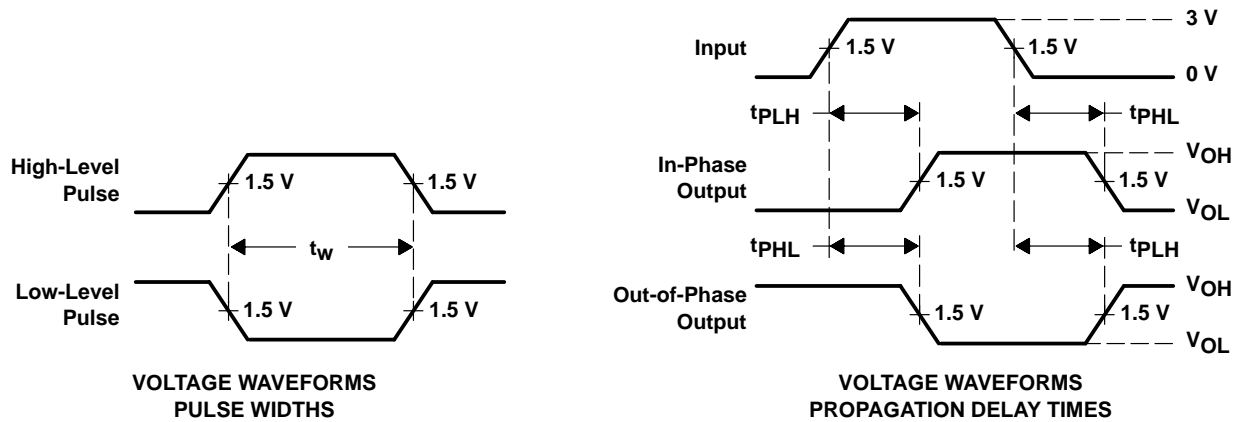 High-Level
Pulse
1.5 V
1.5 V
tw
Low-Level
Pulse
1.5 V
1.5 V
VOLTAGE WAVEFORMS
PULSE WIDTHS
Input
1.5 V
1.5 V
3 V
0 V
tPLH
tPHL
In-Phase
Output
1.5 V
1.5 V
VOH
VOL
tPHL
tPLH
Out-of-Phase
Output
1.5 V
1.5 V
VOH
VOL
VOLTAGE WAVEFORMS
PROPAGATION DELAY TIMES